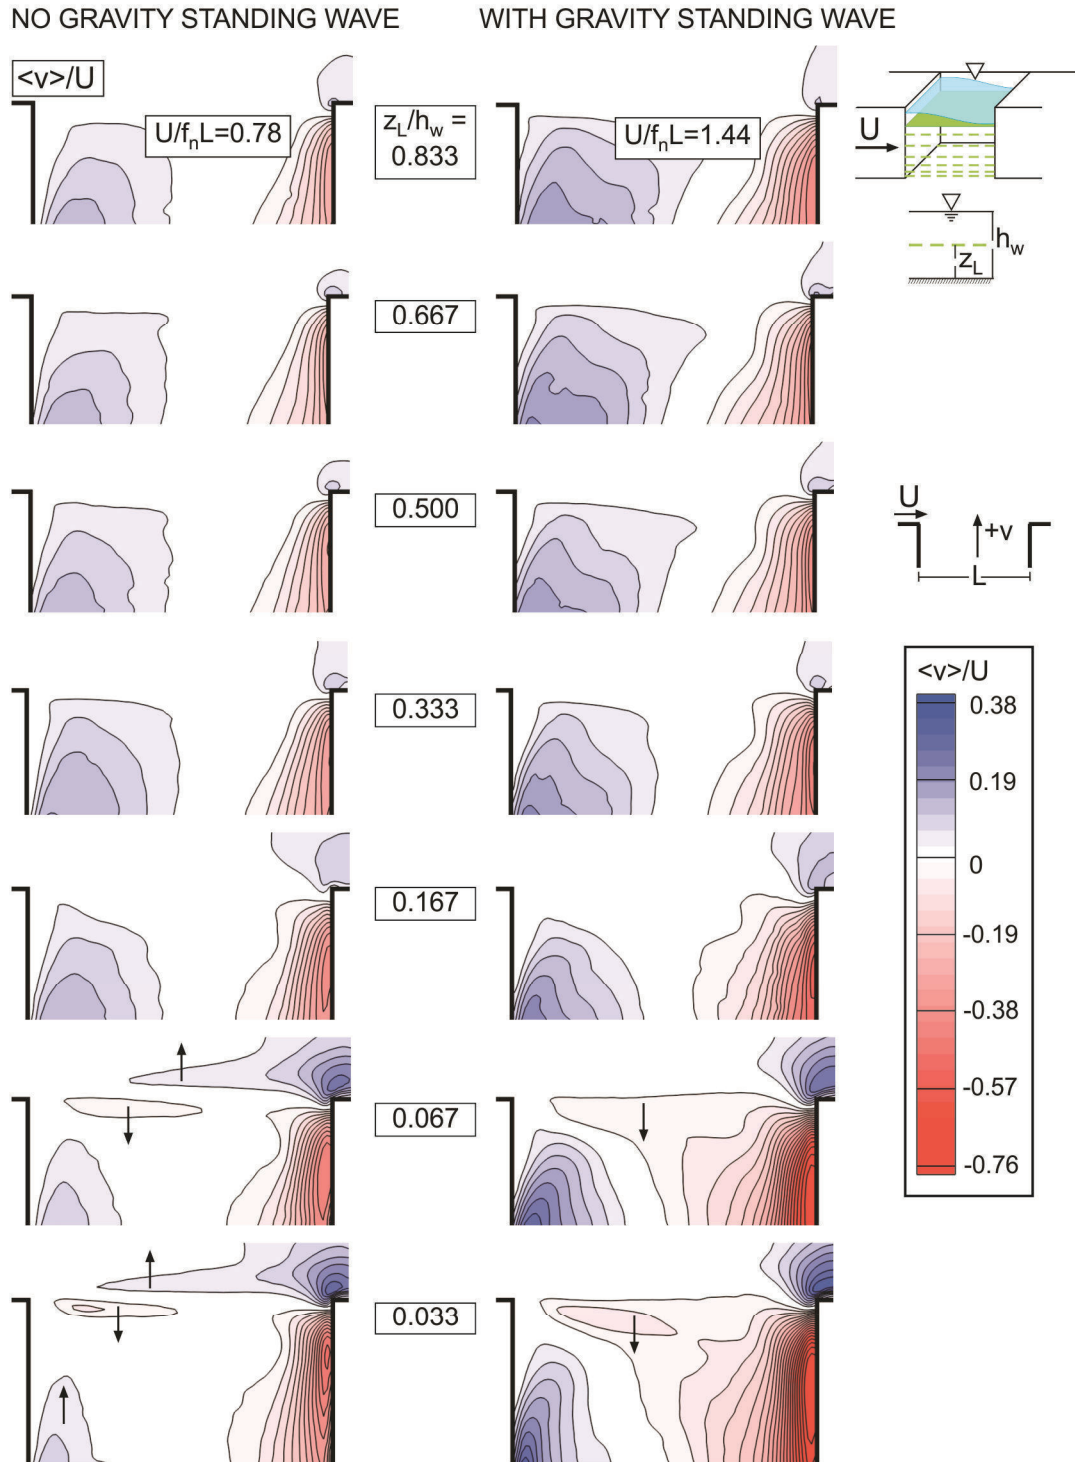 NO GRAVITY STANDING WAVE
WITH GRAVITY STANDING WAVE
<v>/U
U/fnL=0.78
zL/hw =
0.833
U/fnL=1.44
U
hw
zL
0.667
0.500
U
+v
L
0.333
<v>/U
0.38
0.19
0
-0.19
-0.38
-0.57
-0.76
0.167
0.067
0.033